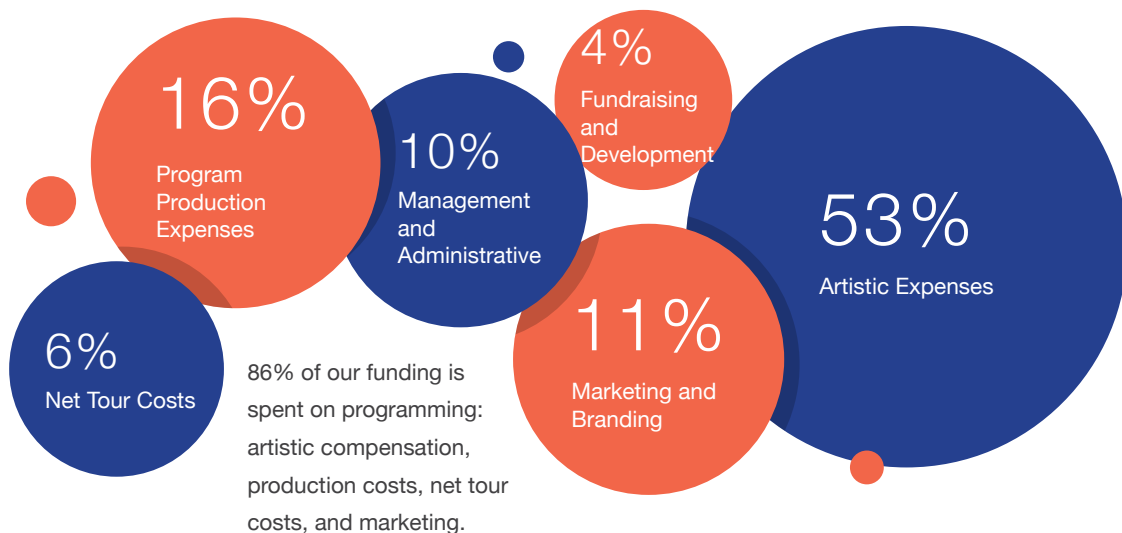 16%
Program
Production
Expenses
10%
Management
and
Administrative
4%
Fundraising
and
Development
53%
Artistic Expenses
6%
Net Tour Costs
11%
Marketing and
Branding
86% of our funding is
spent on programming:
artistic compensation,
production costs, net tour
costs, and marketing.